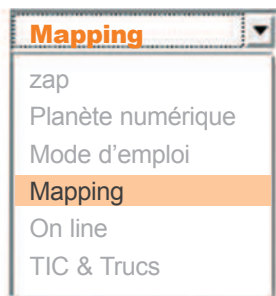 Mapping
zap
Planète numérique
Mode d’emploi
Mapping
On line
TIC & Trucs